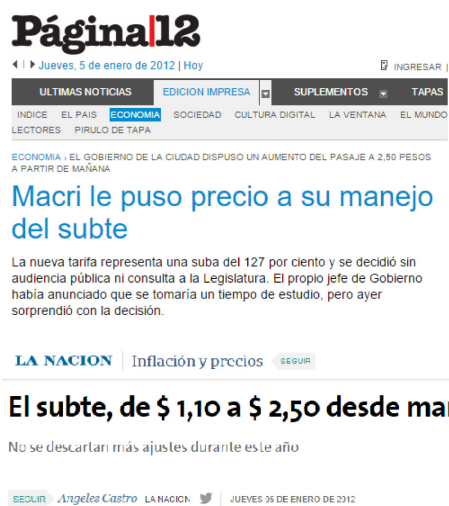 Página|12
Jueves, 5 de enero de 2012 | Hoy
INGRESAR |
ULTIMAS NOTICIAS EDICION IMPRESA SUPLEMENTOS TAPAS
INDICE EL PAIS ECONOMIA SOCIEDAD CULTURA DIGITAL LA VENTANA EL MUNDO
LECTORES PIRULO DE TAPA
ECONOMIA › EL GOBIERNO DE LA CIUDAD DISPUSO UN AUMENTO DEL PASAJE A 2,50 PESOS
A PARTIR DE MAÑANA
Macri le puso precio a su manejo
del subte
La nueva tarifa representa una suba del 127 por ciento y se decidió sin
audiencia pública ni consulta a la Legislatura. El propio jefe de Gobierno
había anunciado que se tomaría un tiempo de estudio, pero ayer
sorprendió con la decisión.
LA NACION | Inflación y precios SEGUIR
El subte, de $ 1,10 a $ 2,50 desde
No se descartan más ajustes durante este año
SEGUIR Angeles Castro LA NACION | JUEVES 05 DE ENERO DE 2012